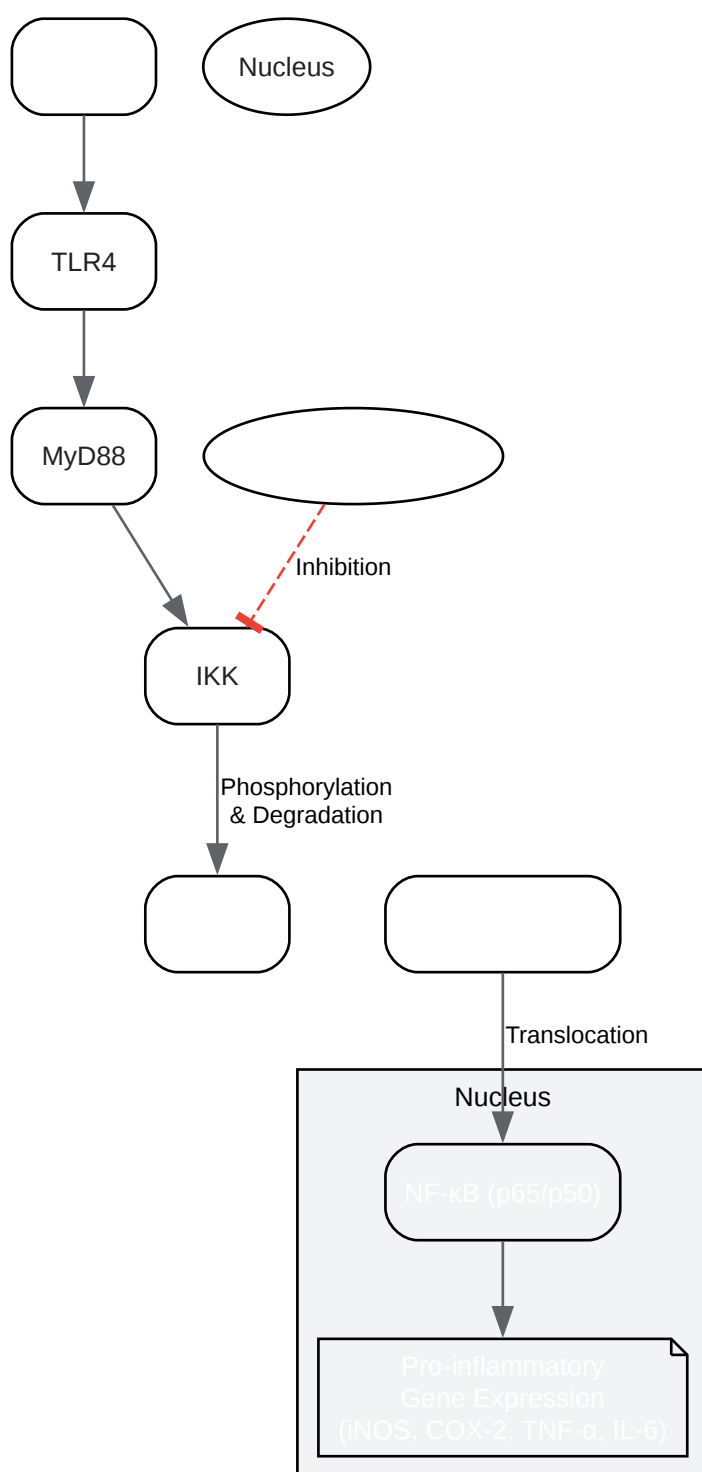 Nucleus
TLR4
MyD88
Inhibition
IKK
Phosphorylation
& Degradation
Translocation
Nucleus
NF-κB (p65/p50)
Pro-inflammatory
Gene Expression
(iNOS, COX-2, TNF-α, IL-6)